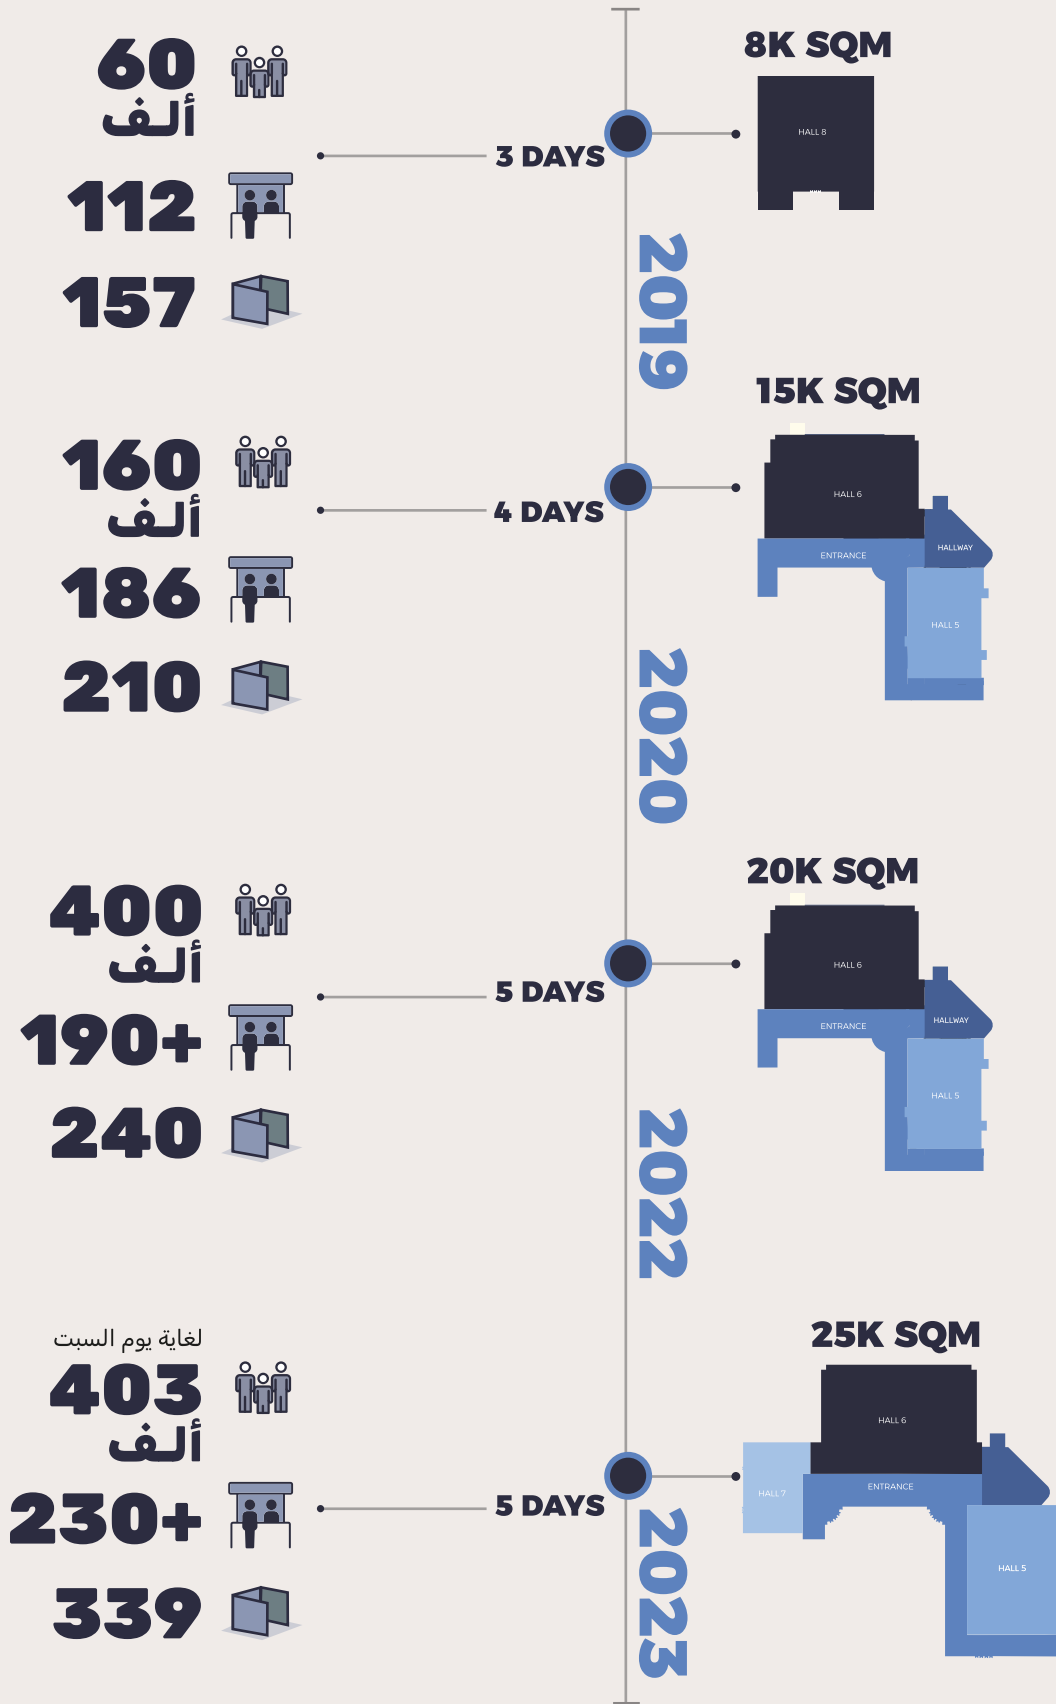 60
ألف
112
157
3 DAYS
8K SQM
HALL 8
2019
160
ألف
186
210
4 DAYS
15K SQM
HALL 6
ENTRANCE
HALLWAY
HALL 5
2020
400
ألف
190+
240
5 DAYS
20K SQM
HALL 6
ENTRANCE
HALLWAY
HALL 5
2022
لغاية يوم السبت
403
ألف
230+
339
5 DAYS
25K SQM
HALL 6
ENTRANCE
HALL 7
HALL 5
2023